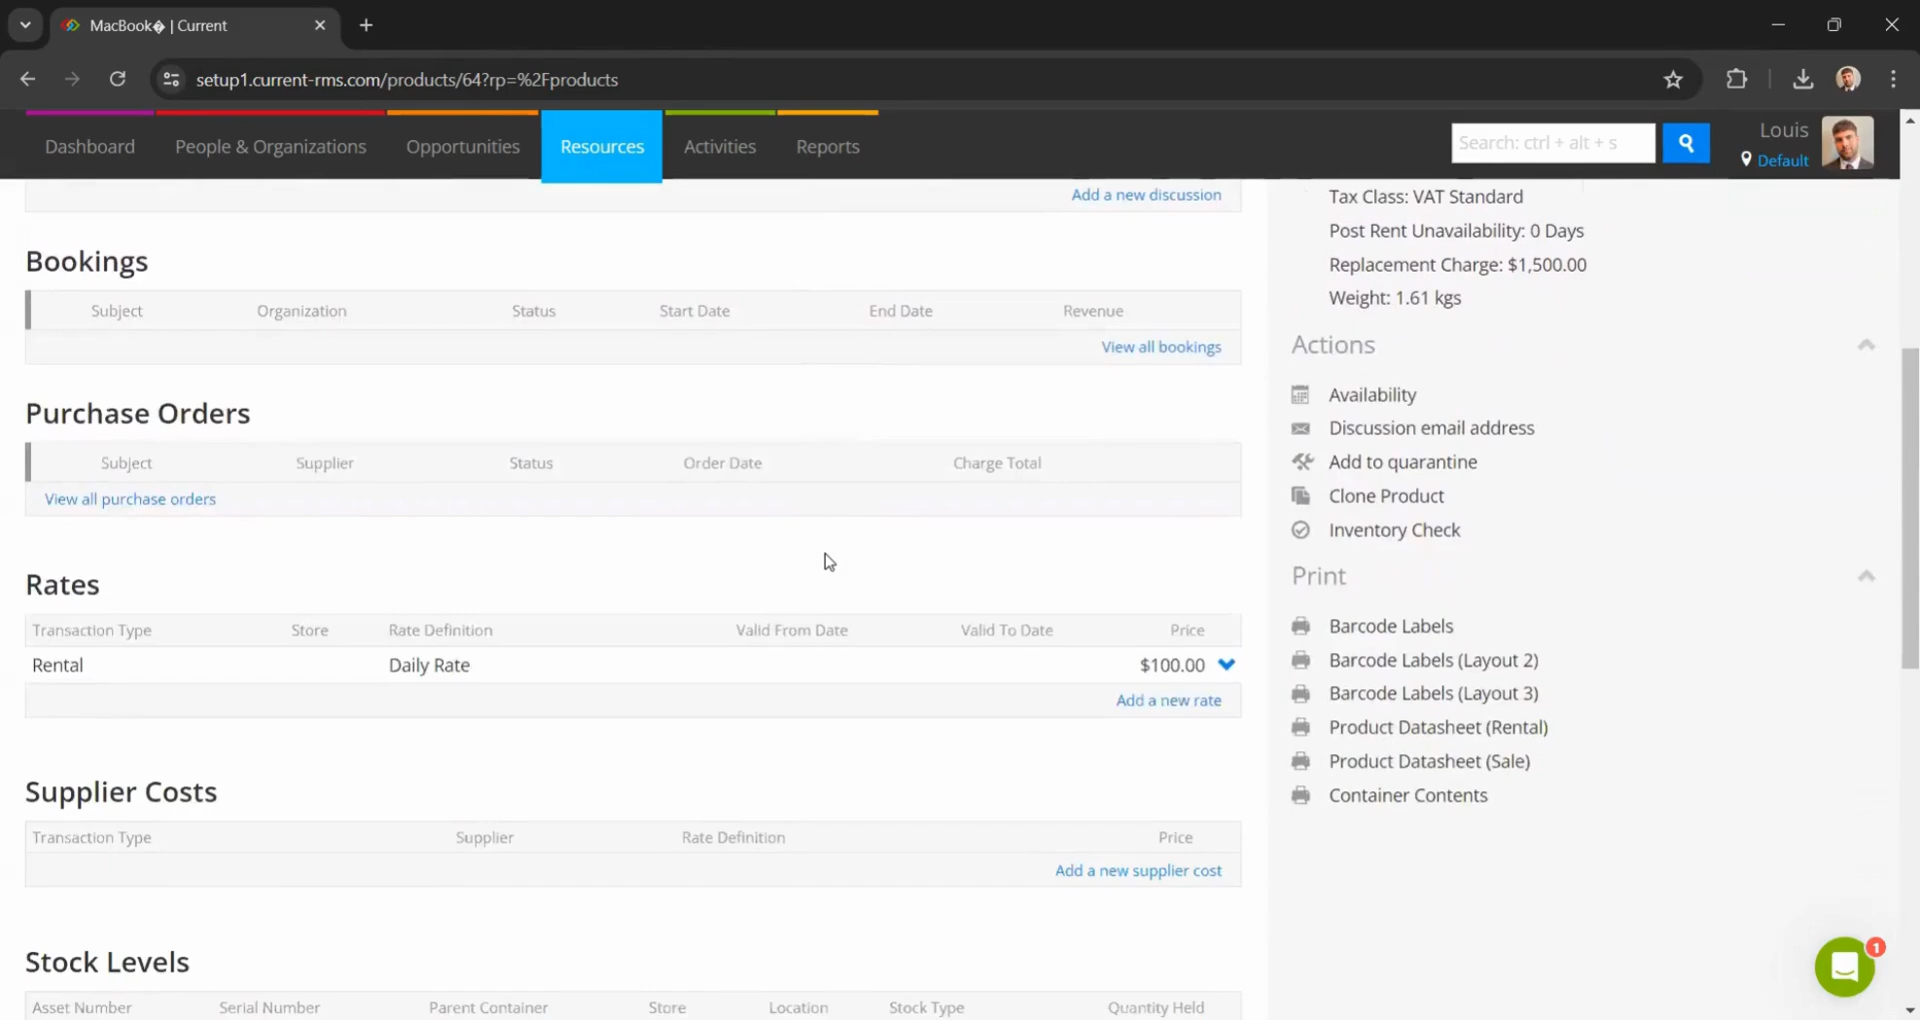 MacBook� | Current
setup1.current-rms.com/products/64?rp=%2Fproducts
Dashboard People & Organizations Opportunities Resources Activities Reports Search: ctrl + alt + s Louis
Default
Add a new discussion
Bookings
Subject Organization Status Start Date End Date Revenue
View all bookings
Purchase Orders
Subject Supplier Status Order Date Charge Total
View all purchase orders
Rates
Transaction Type Store Rate Definition Valid From Date Valid To Date Price
Rental Daily Rate $100.00
Add a new rate
Supplier Costs
Transaction Type Supplier Rate Definition Price
Add a new supplier cost
Stock Levels
Asset Number Serial Number Parent Container Store Location Stock Type Quantity Held
Tax Class: VAT Standard
Post Rent Unavailability: 0 Days
Replacement Charge: $1,500.00
Weight: 1.61 kgs
Actions
Availability
Discussion email address
Add to quarantine
Clone Product
Inventory Check
Print
Barcode Labels
Barcode Labels (Layout 2)
Barcode Labels (Layout 3)
Product Datasheet (Rental)
Product Datasheet (Sale)
Container Contents
1